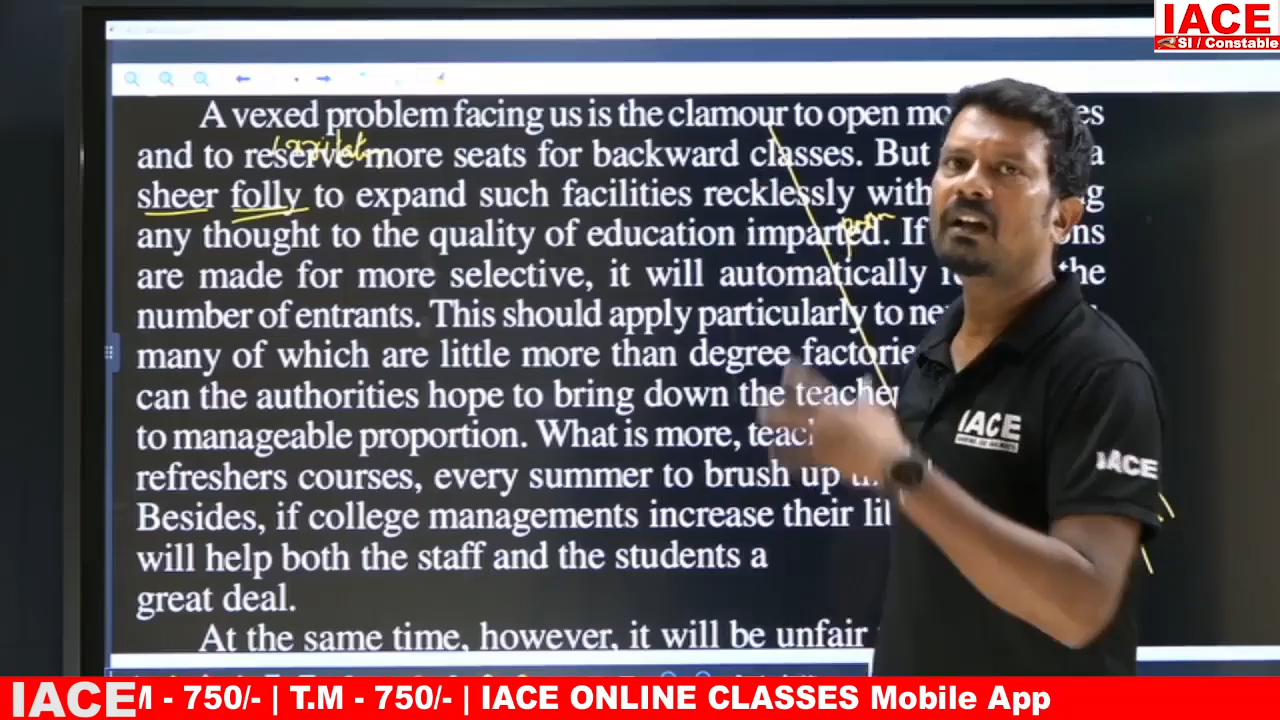 IACE
SI / Constable
A vexed problem facing us is the clamour to open
and to reserve more seats for backward classes. But a
sheer folly to expand such facilities recklessly
any thought to the quality of education imparted. If
are made for more selective, it will automatically the
number of entrants. This should apply particularly to
many of which are little more than degree
can the authorities hope to bring down the
to manageable proportion. What is more,
refreshers courses, every summer to brush up
Besides, if college managements increase their
will help both the staff and the students a
great deal.
At the same time, however, it will be unfair
IACE
IACE
IACE M - 750/- | T.M - 750/- | IACE ONLINE CLASSES Mobile App